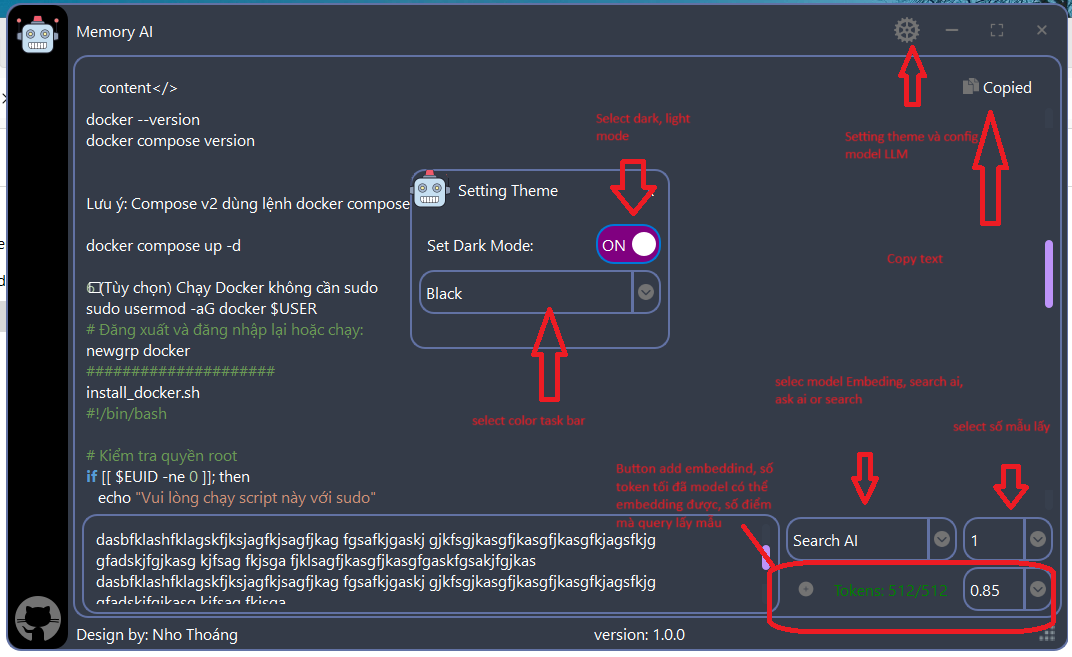 Memory AI
content</>
Copied
docker --version
docker compose version
Select dark, light
mode
Setting theme và config
model LLM
Lưu ý: Compose v2 dùng lệnh docker compose
Setting Theme
docker compose up -d
Set Dark Mode:
ON
Copy text
(Tùy chọn) Chạy Docker không cần sudo
sudo usermod -aG docker $USER
Black
# Đăng xuất và đăng nhập lại hoặc chạy:
newgrp docker
#####################
install_docker.sh
#!/bin/bash
select color task bar
selec model Embeding, search ai,
ask ai or search
select số mẫu lấy
# Kiểm tra quyền root
if [[ $EUID -ne 0 ]]; then
echo "Vui lòng chạy script này với sudo"
Button add embeddind, số
token tối đã model có thể
embedding được, số điểm
mà query lấy mẫu
dasbfklashfklagskfjksjagfkjsagfjkag fgsafkjgaskj gjkfsgjkasgfjkasgfjkasgfkjagsfkjg
gfadskjfgjkasg kjfsag fkjsga fjklsagfjkasgfjkasgfgaskfgsakjfgjkas
dasbfklashfklagskfjksjagfkjsagfjkag fgsafkjgaskj gjkfsgjkasgfjkasgfjkasgfkjagsfkjg
gfadskjfgjkasg kjfsag fkjsga
Search AI
1
Tokens: 512/512
0.85
Design by: Nho Thoáng
version: 1.0.0